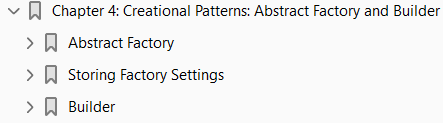 Chapter 4: Creational Patterns: Abstract Factory and Builder
Abstract Factory
Storing Factory Settings
Builder